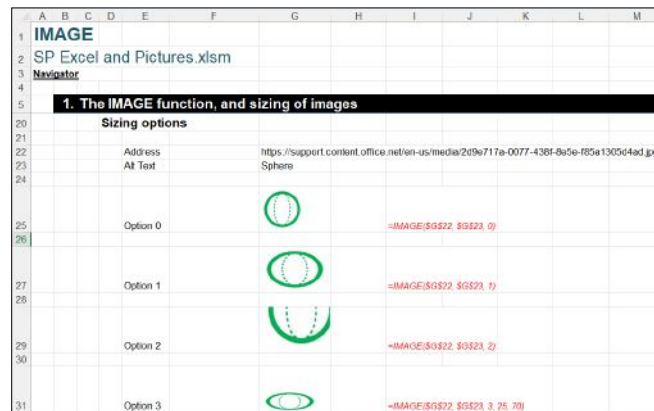 A B C D E F G H I J K L M
1 IMAGE
2 SP Excel and Pictures.xlsm
3 Navigator
4
5 1. The IMAGE function, and sizing of images
20 Sizing options
21
22 Address https://support.content.office.net/en-us/media/2d9e717a-0077-438f-8e5e-f85a1305d4ad.jp
23 Alt Text Sphere
24
25 Option 0 =IMAGE($G$22, $G$23, 0)
26
27 Option 1 =IMAGE($G$22, $G$23, 1)
28
29 Option 2 =IMAGE($G$22, $G$23, 2)
30
31 Option 3 =IMAGE($G$22, $G$23, 3, 25, 70)